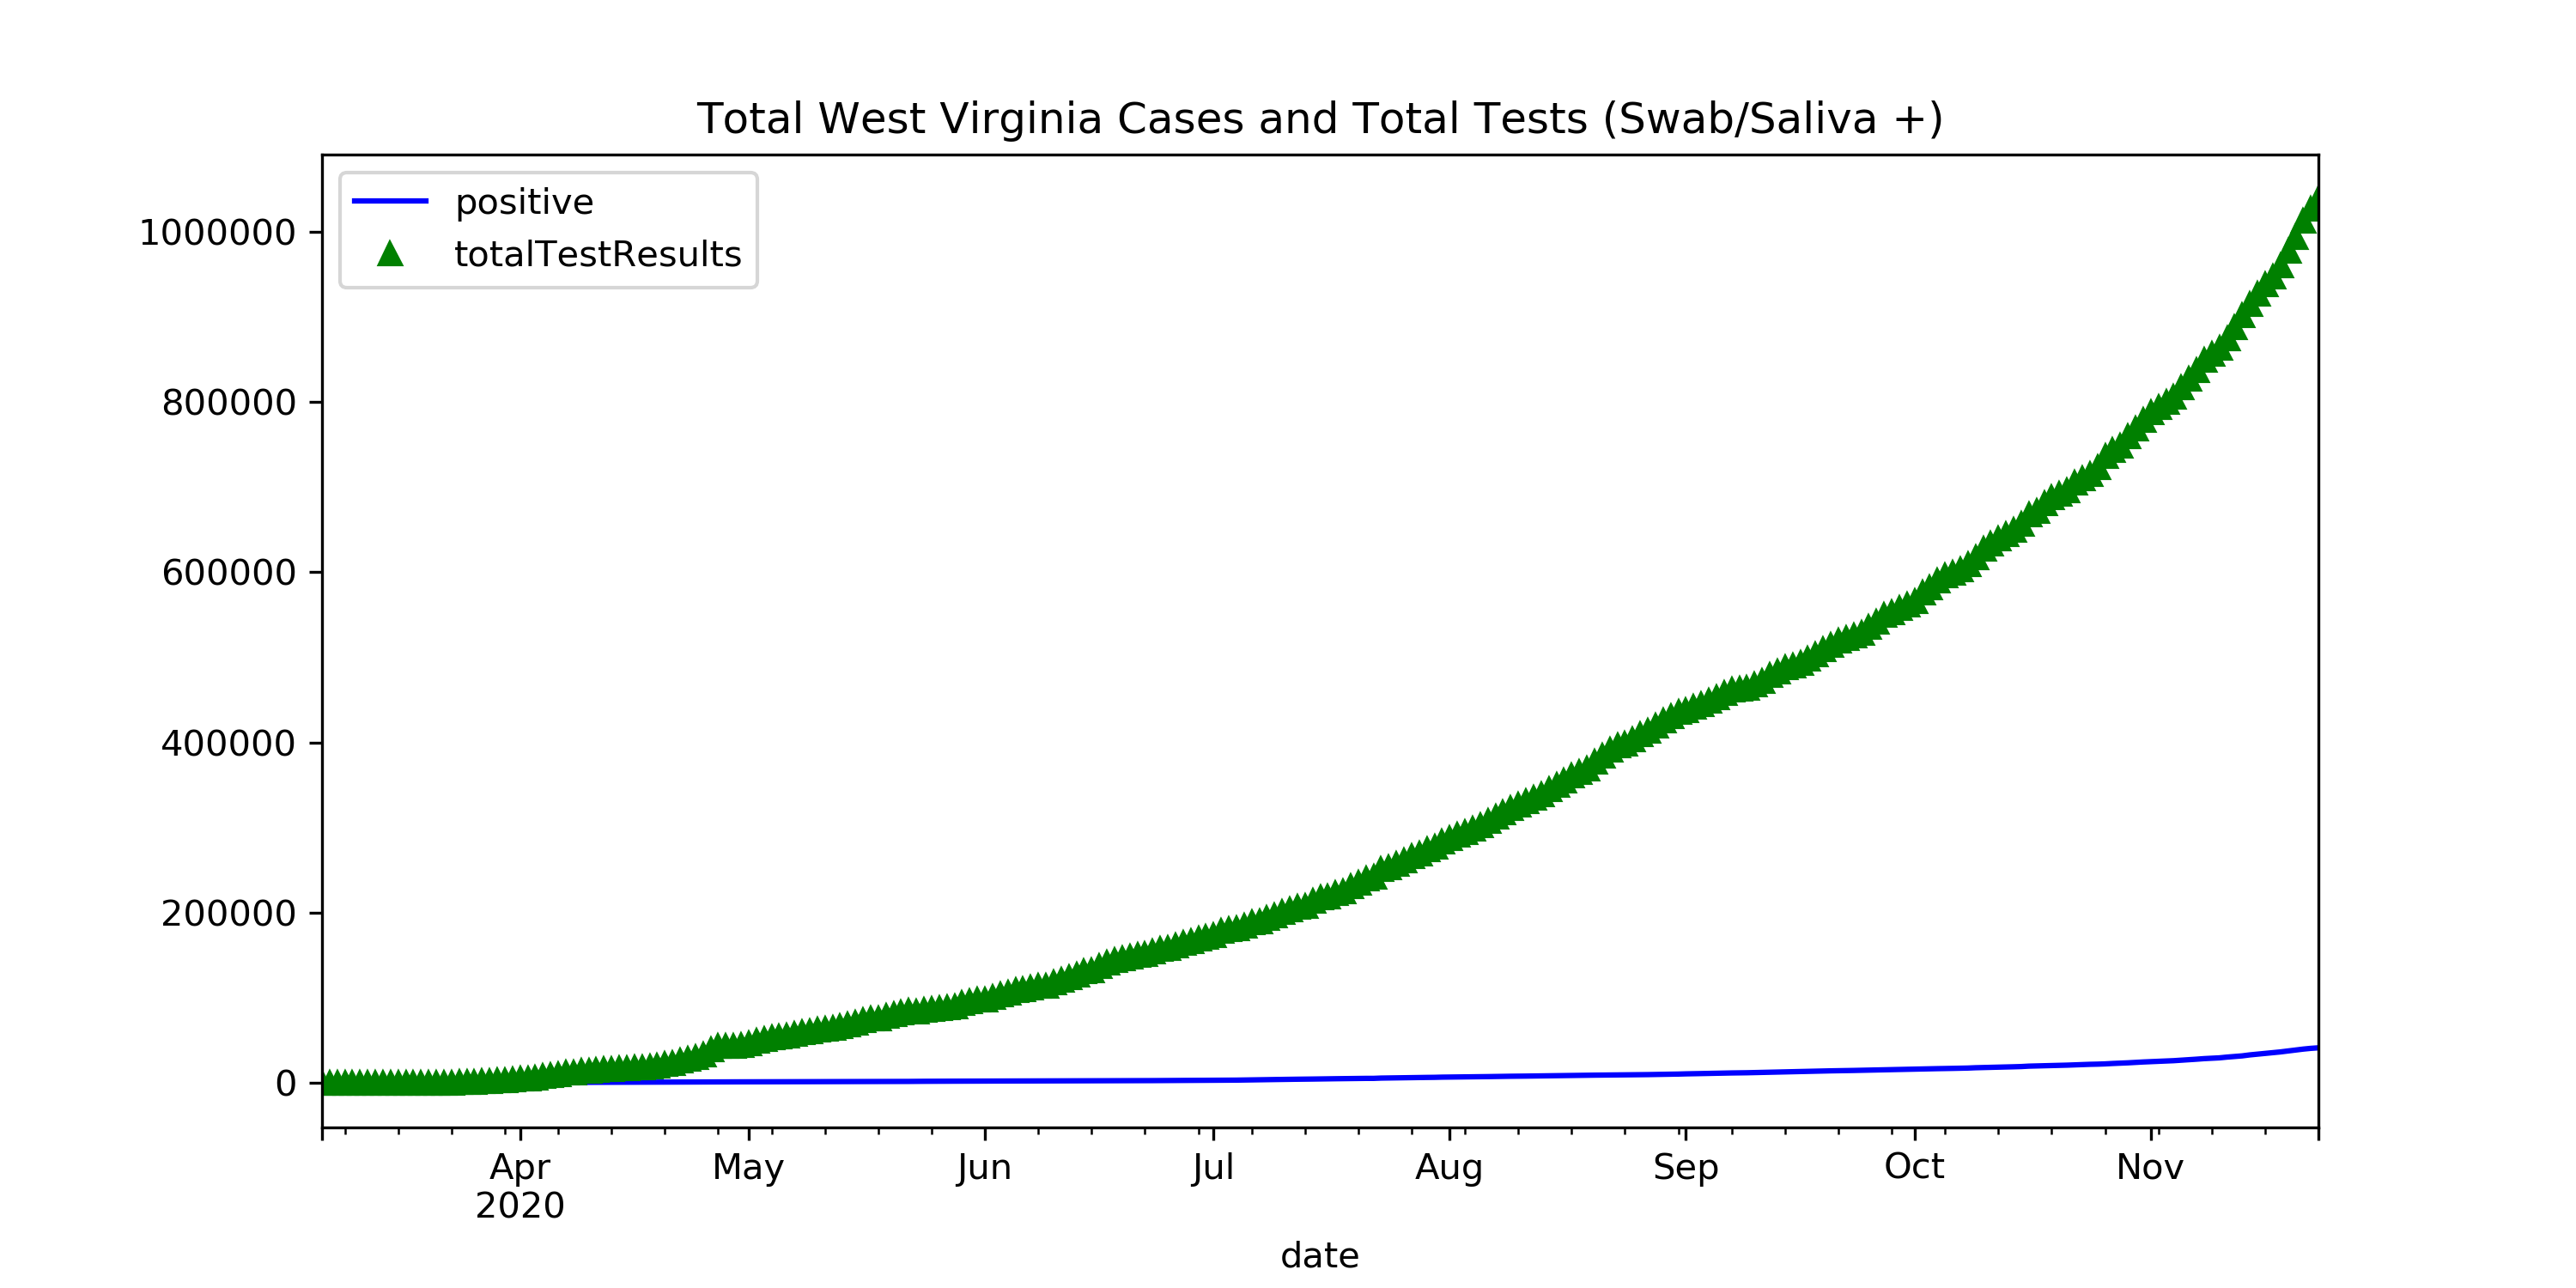 Total West Virginia Cases and Total Tests (Swab/Saliva +)
positive
totalTestResults
1000000
800000
600000
400000
200000
0
Apr May Jun Jul Aug Sep Oct Nov
2020
date